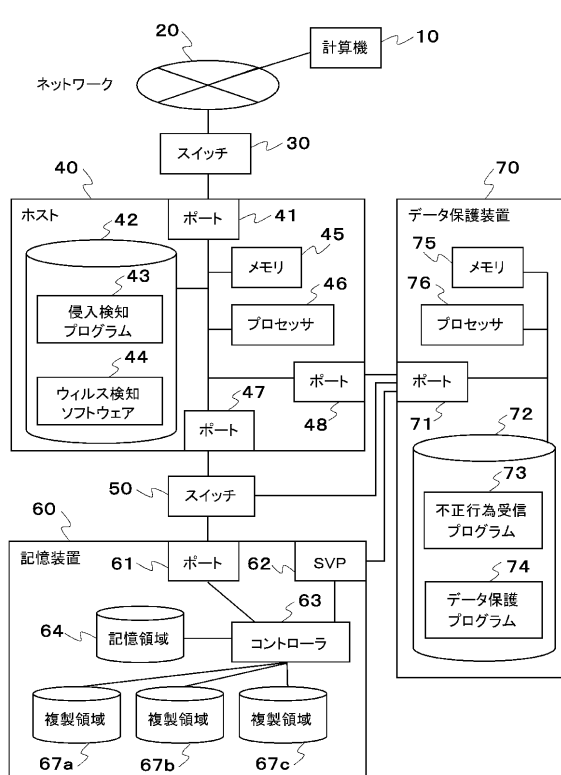 20
計算機
10
ネットワーク
スイッチ
30
40
70
ホスト
ポート
41
データ保護装置
42
45
メモリ
75
メモリ
43
侵入検知
プログラム
46
プロセッサ
76
プロセッサ
44
ウィルス検知
ソフトウェア
47
ポート
48
ポート
71
ポート
72
50
スイッチ
73
不正行為受信
プログラム
60
記憶装置
61
ポート
62
SVP
74
データ保護
プログラム
63
64
記憶領域
コントローラ
複製領域
複製領域
複製領域
67a
67b
67c